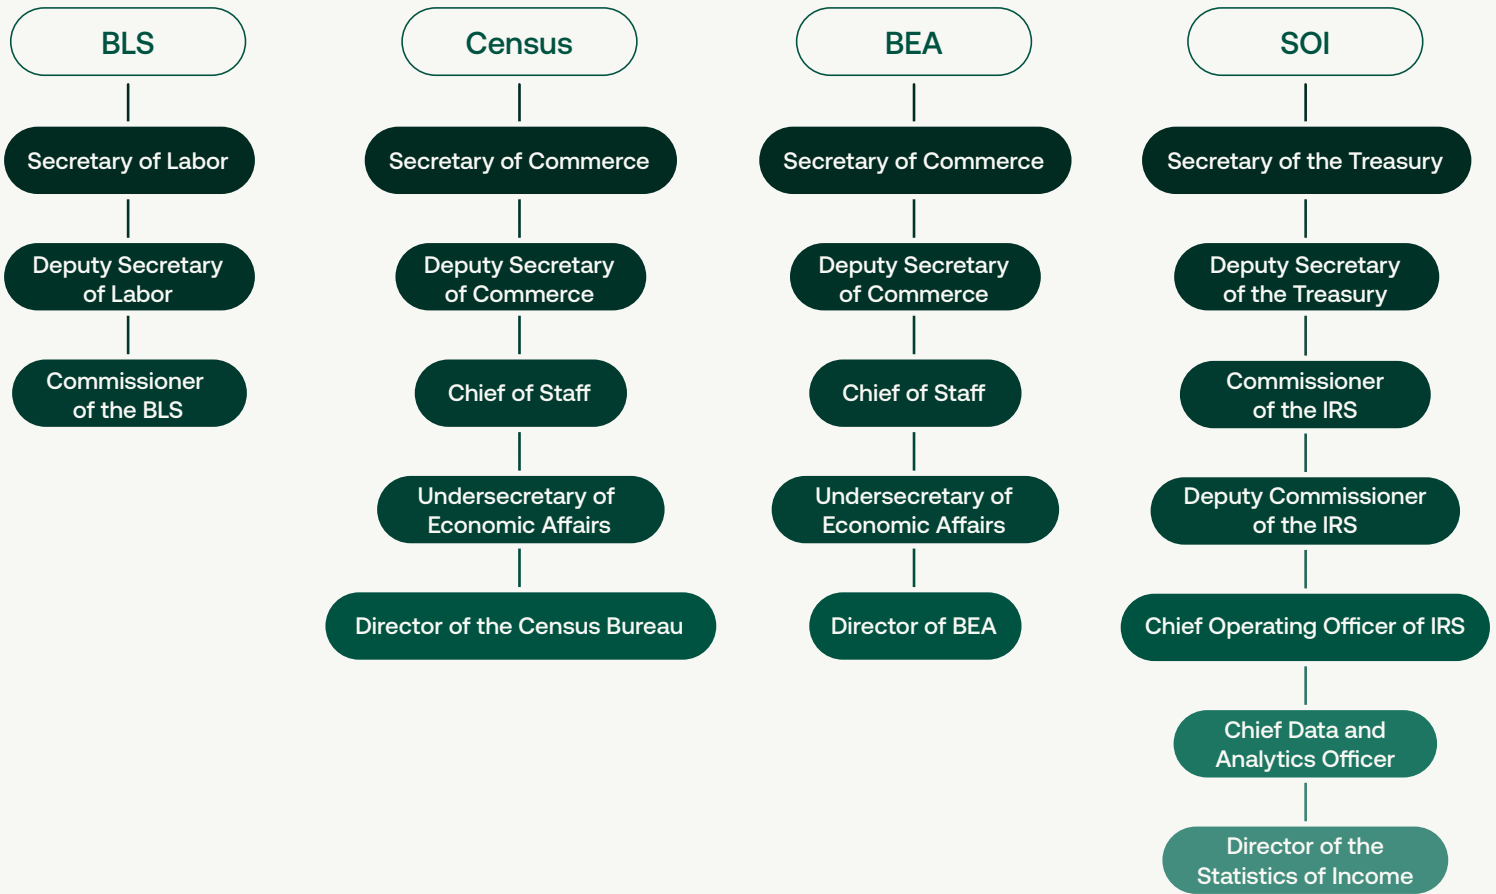 BLS
Secretary of Labor
Deputy Secretary
of Labor
Commissioner
of the BLS
Census
Secretary of Commerce
Deputy Secretary
of Commerce
Chief of Staff
Undersecretary of
Economic Affairs
Director of the Census Bureau
BEA
Secretary of Commerce
Deputy Secretary
of Commerce
Chief of Staff
Undersecretary of
Economic Affairs
Director of BEA
SOI
Secretary of the Treasury
Deputy Secretary
of the Treasury
Commissioner
of the IRS
Deputy Commissioner
of the IRS
Chief Operating Officer of IRS
Chief Data and
Analytics Officer
Director of the
Statistics of Income